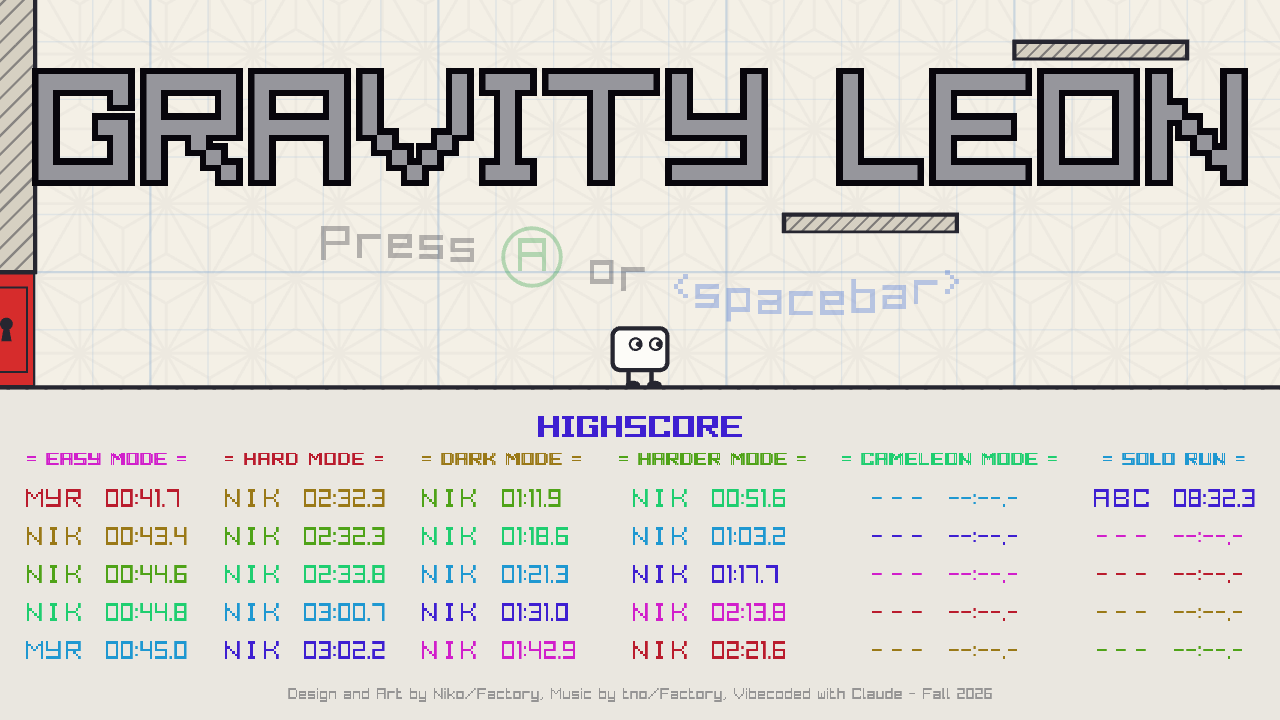 GRAVITY LEON
Press A or <spacebar>
HIGHSCORE
= EASY MODE = = HARD MODE = = DARK MODE = = HARDER MODE = = CAMELEON MODE = = SOLO RUN =
MYR 00:41.7 NIK 02:32.3 NIK 01:11.9 NIK 00:51.6 --- --:--.- ABC 08:32.3
NIK 00:43.4 NIK 02:32.3 NIK 01:18.6 NIK 01:03.2 --- --:--.- --- --:--.-
NIK 00:44.6 NIK 02:33.8 NIK 01:21.3 NIK 01:17.7 --- --:--.- --- --:--.-
NIK 00:44.8 NIK 03:00.7 NIK 01:31.0 NIK 02:13.8 --- --:--.- --- --:--.-
MYR 00:45.0 NIK 03:02.2 NIK 01:42.9 NIK 02:21.6 --- --:--.- --- --:--.-
Design and Art by Niko/Factory, Music by tno/Factory, Vibecoded with Claude - Fall 2026